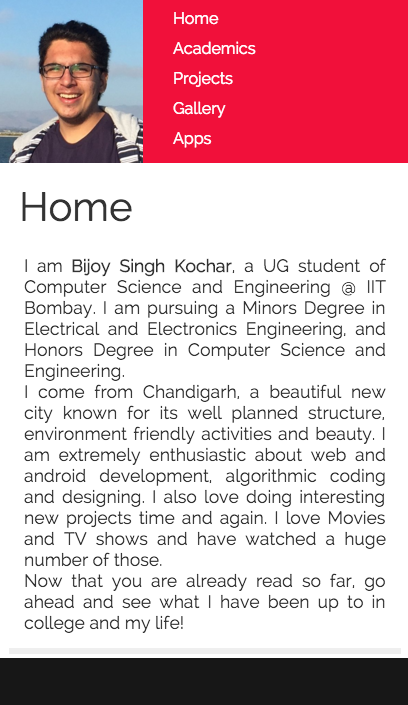 Home
Academics
Projects
Gallery
Apps
Home
I am Bijoy Singh Kochar, a UG student of
Computer Science and Engineering @ IIT
Bombay. I am pursuing a Minors Degree in
Electrical and Electronics Engineering, and
Honors Degree in Computer Science and
Engineering.
I come from Chandigarh, a beautiful new
city known for its well planned structure,
environment friendly activities and beauty. I
am extremely enthusiastic about web and
android development, algorithmic coding
and designing. I also love doing interesting
new projects time and again. I love Movies
and TV shows and have watched a huge
number of those.
Now that you are already read so far, go
ahead and see what I have been up to in
college and my life!